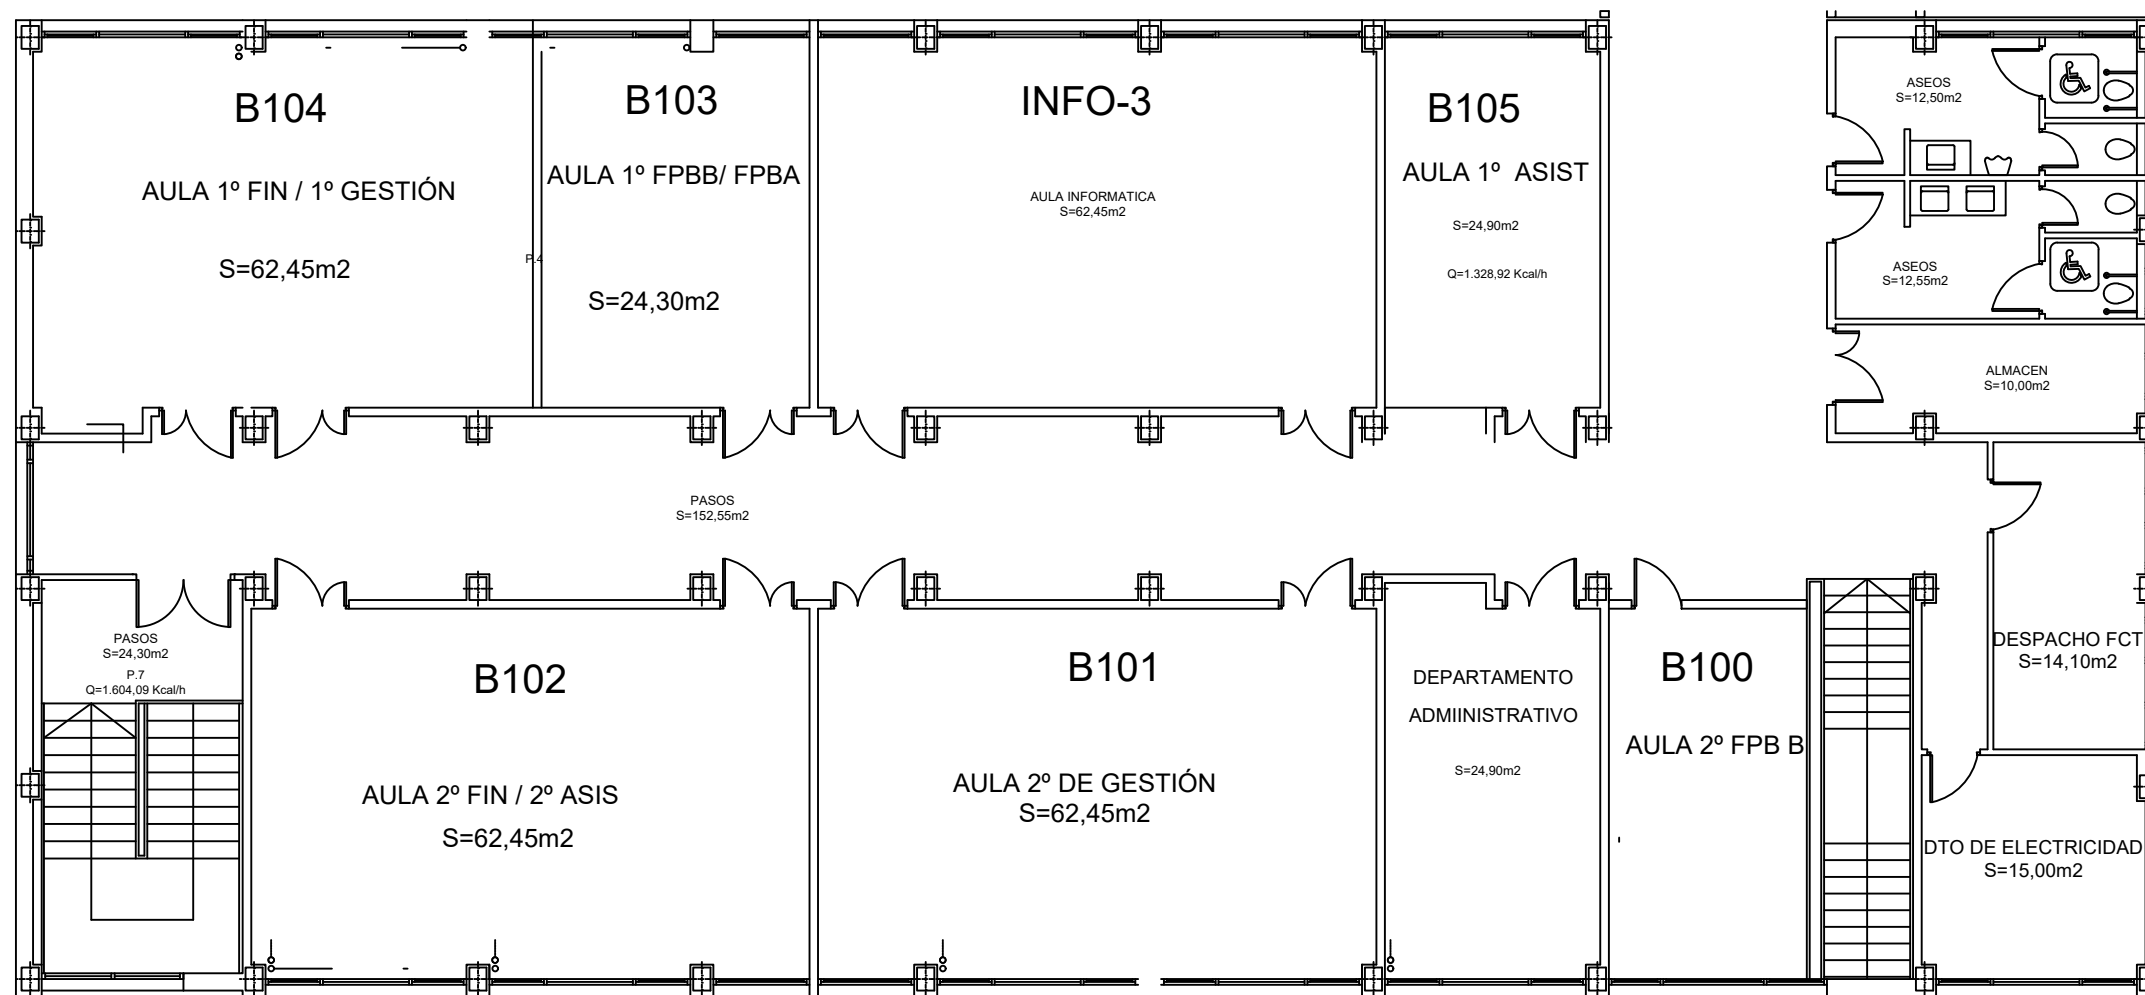 B104
AULA 1º FIN / 1º GESTIÓN
S=62,45m2
P.4
B103
AULA 1º FPBB/ FPBA
S=24,30m2
INFO-3
AULA INFORMATICA
S=62,45m2
B105
AULA 1º ASIST
S=24,90m2
Q=1.328,92 Kcal/h
ASEOS
S=12,50m2
ASEOS
S=12,55m2
ALMACEN
S=10,00m2
PASOS
S=152,55m2
PASOS
S=24,30m2
P.7
Q=1.604,09 Kcal/h
B102
AULA 2º FIN / 2º ASIS
S=62,45m2
B101
AULA 2º DE GESTIÓN
S=62,45m2
DEPARTAMENTO
ADMIINISTRATIVO
S=24,90m2
B100
AULA 2º FPB B
DESPACHO FCT
S=14,10m2
DTO DE ELECTRICIDAD
S=15,00m2